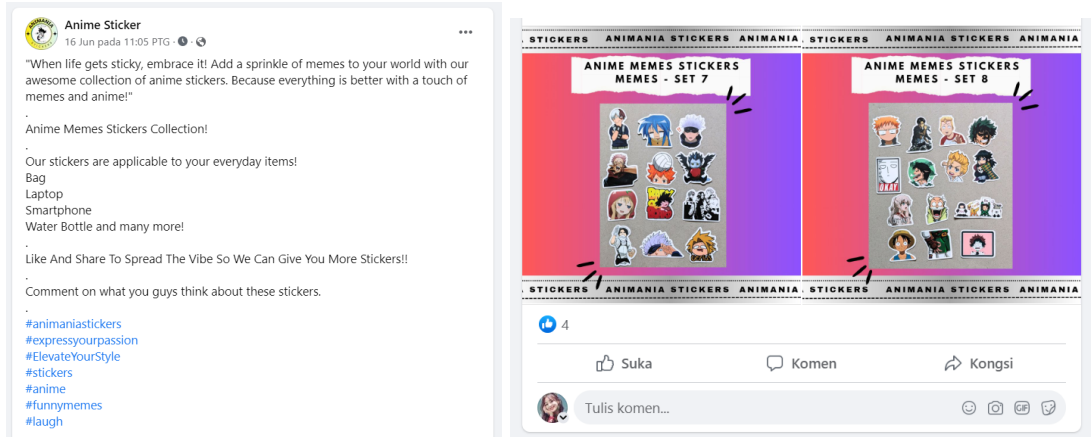 Anime Sticker
16 Jun pada 11:05 PTG
"When life gets sticky, embrace it! Add a sprinkle of memes to your world with our
awesome collection of anime stickers. Because everything is better with a touch of
memes and anime!"
.
Anime Memes Stickers Collection!
.
Our stickers are applicable to your everyday items!
Bag
Laptop
Smartphone
Water Bottle and many more!
.
Like And Share To Spread The Vibe So We Can Give You More Stickers!!
.
Comment on what you guys think about these stickers.
.
#animaniastickers
#expressyourpassion
#ElevateYourStyle
#stickers
#anime
#funnymemes
#laugh
STICKERS ANIMANIA STICKERS ANIMANIA
ANIME MEMES STICKERS
MEMES - SET 7
STICKERS ANIMANIA STICKERS ANIMANIA
STICKERS ANIMANIA STICKERS ANIMANIA
ANIME MEMES STICKERS
MEMES - SET 8
OKAY
STICKERS ANIMANIA STICKERS ANIMANIA
4
Suka
Komen
Kongsi
Tulis komen...
GIF